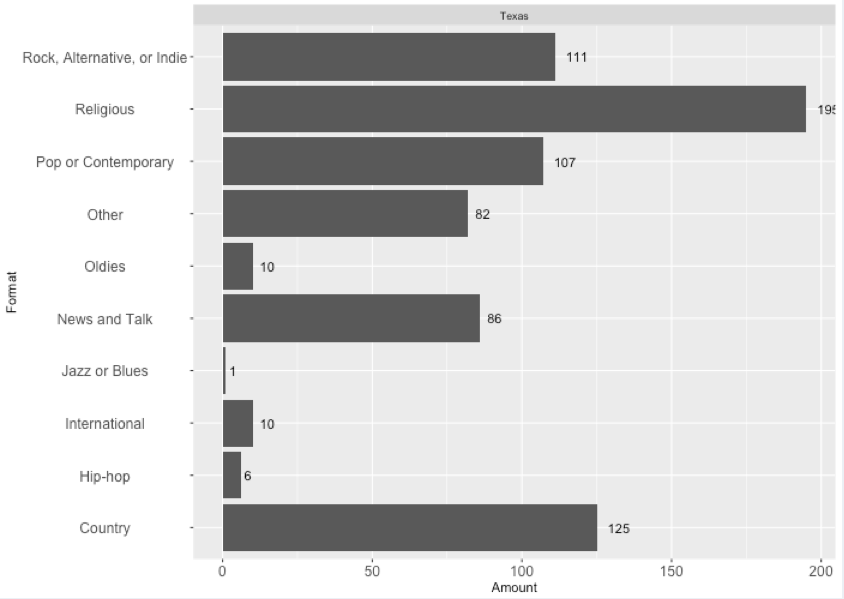 Texas
Rock, Alternative, or Indie
111
Religious
195
Pop or Contemporary
107
Other
82
Oldies
10
News and Talk
86
Jazz or Blues
1
International
10
Hip-hop
6
Country
125
Format
0 50 100 150 200
Amount